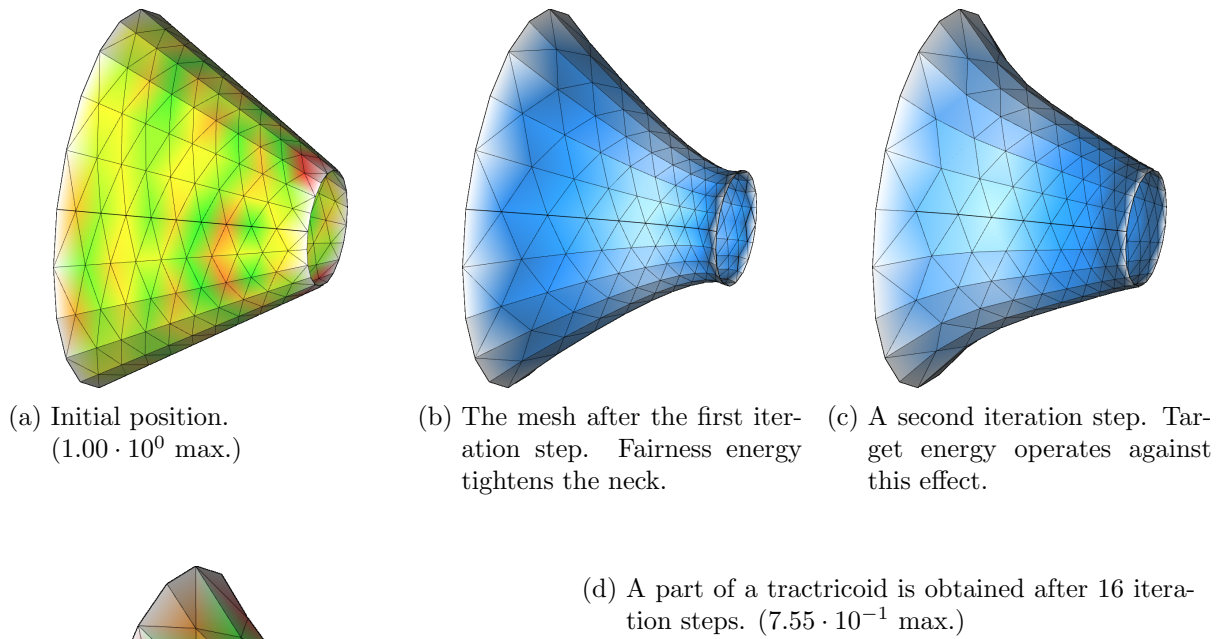 (a) Initial position.
(1.00 · 10⁰ max.)
(b) The mesh after the first iter-
ation step. Fairness energy
tightens the neck.
(c) A second iteration step. Tar-
get energy operates against
this effect.
(d) A part of a tractricoid is obtained after 16 itera-
tion steps. (7.55 · 10⁻¹ max.)